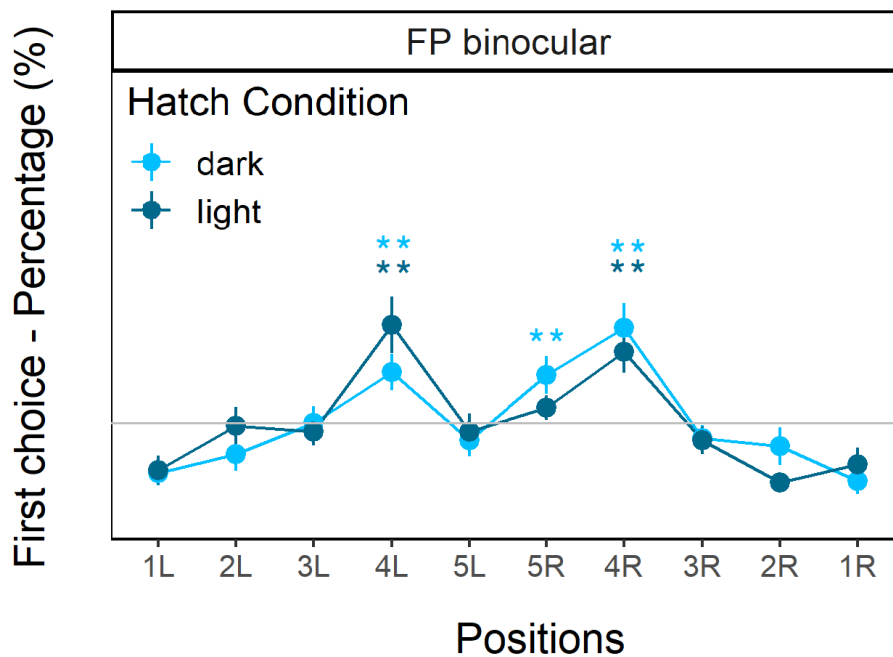 FP binocular
First choice - Percentage (%)
Hatch Condition
dark
light
** **
** **
**
1L 2L 3L 4L 5L 5R 4R 3R 2R 1R
Positions